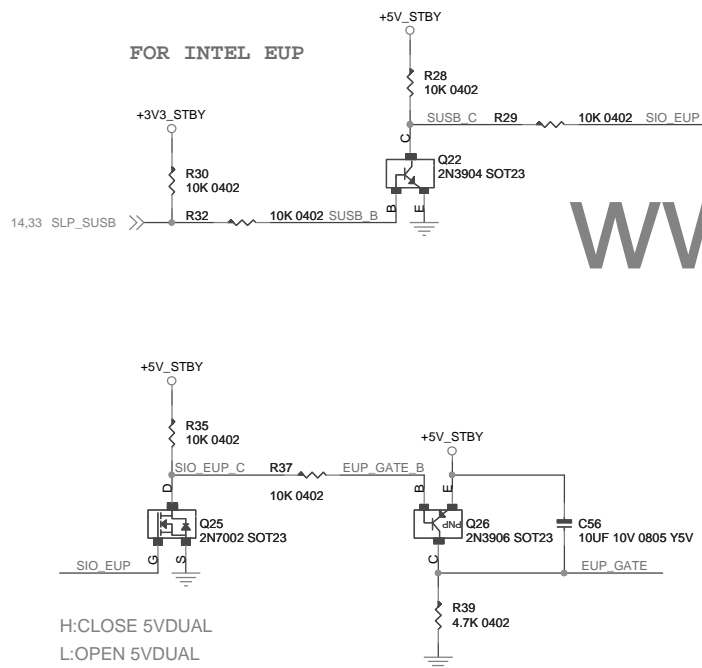 +5V_STBY
FOR INTEL EUP
R28
10K 0402
+3V3_STBY
SUSB_C R29 10K 0402 SIO_EUP
C
R30
10K 0402
Q22
2N3904 SOT23
B E
14,33 SLP_SUSB R32 10K 0402 SUSB_B
+5V_STBY
R35
10K 0402
+5V_STBY
SIO_EUP_C R37 EUP_GATE_B
10K 0402
D
B E
Q25
2N7002 SOT23
PNP
Q26
2N3906 SOT23
C56
10UF 10V 0805 Y5V
G S
C
SIO_EUP
EUP_GATE
R39
4.7K 0402
H:CLOSE 5VDUAL
L:OPEN 5VDUAL